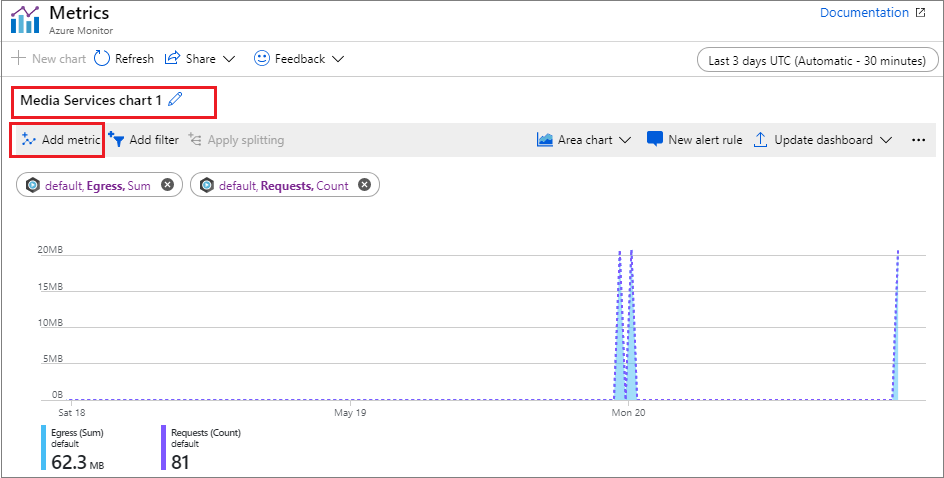 Metrics
Documentation
Azure Monitor
New chart Refresh Share Feedback
Last 3 days UTC (Automatic - 30 minutes)
Media Services chart 1
Add metric Add filter Apply splitting Area chart New alert rule Update dashboard ...
default, Egress, Sum default, Requests, Count
20MB
15MB
10MB
5MB
0B
Sat 18 May 19 Mon 20
Egress (Sum) Requests (Count)
default default
62.3 MB 81